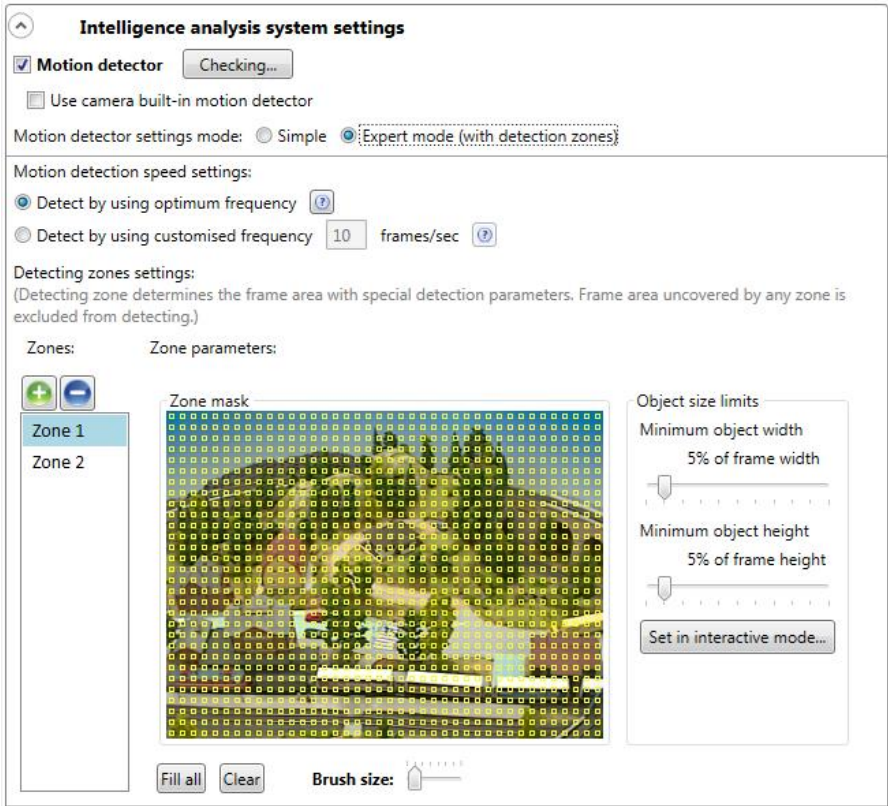 Intelligence analysis system settings
Motion detector
Checking...
Use camera built-in motion detector
Motion detector settings mode: Simple Expert mode (with detection zones)
Motion detection speed settings:
Detect by using optimum frequency ?
Detect by using customised frequency 10 frames/sec ?
Detecting zones settings:
(Detecting zone determines the frame area with special detection parameters. Frame area uncovered by any zone is
excluded from detecting.)
Zones: Zone parameters:
Zone 1
Zone 2
Zone mask
Object size limits
Minimum object width
5% of frame width
Minimum object height
5% of frame height
Set in interactive mode...
Fill all Clear Brush size: